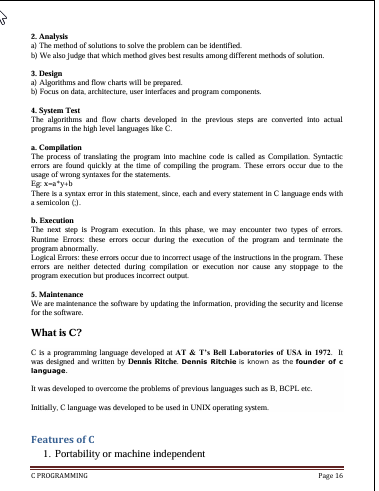 2. Analysis
a) The method of solutions to solve the problem can be identified.
b) We also judge that which method gives best results among different methods of solution.
3. Design
a) Algorithms and flow charts will be prepared.
b) Focus on data, architecture, user interfaces and program components.
4. System Test
The algorithms and flow charts developed in the previous steps are converted into actual
programs in the high level languages like C.
a. Compilation
The process of translating the program into machine code is called as Compilation. Syntactic
errors are found quickly at the time of compiling the program. These errors occur due to the
usage of wrong syntaxes for the statements.
Eg: x=a*y+b
There is a syntax error in this statement, since, each and every statement in C language ends with
a semicolon (;).
b. Execution
The next step is Program execution. In this phase, we may encounter two types of errors.
Runtime Errors: these errors occur during the execution of the program and terminate the
program abnormally.
Logical Errors: these errors occur due to incorrect usage of the instructions in the program. These
errors are neither detected during compilation or execution nor cause any stoppage to the
program execution but produces incorrect output.
5. Maintenance
We are maintenance the software by updating the information, providing the security and license
for the software.
What is C?
C is a programming language developed at AT & T's Bell Laboratories of USA in 1972. It
was designed and written by Dennis Ritche. Dennis Ritchie is known as the founder of c
language.
It was developed to overcome the problems of previous languages such as B, BCPL etc.
Initially, C language was developed to be used in UNIX operating system.
Features of C
1. Portability or machine independent
C PROGRAMMING Page 16